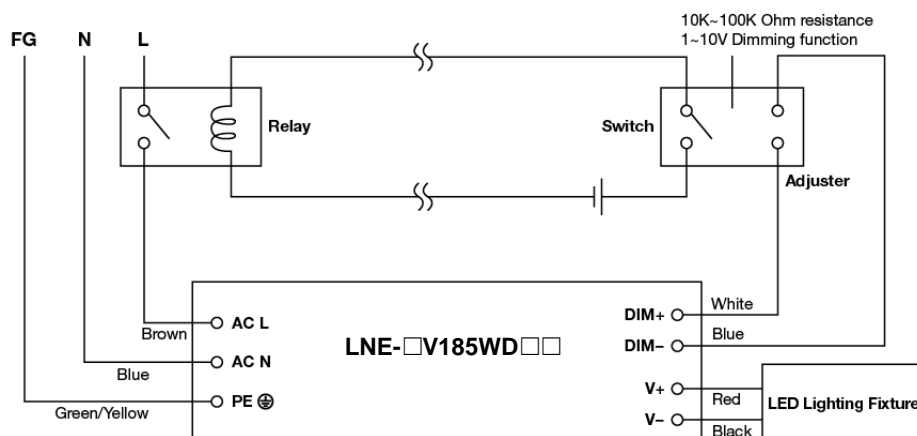 10K~100K Ohm resistance
1~10V Dimming function
FG N L
Relay
Switch
Adjuster
Brown
AC L
Blue
AC N
Green/Yellow
PE
LNE-□V185WD□□
DIM+
White
DIM–
Blue
V+
Red
V–
Black
LED Lighting Fixture